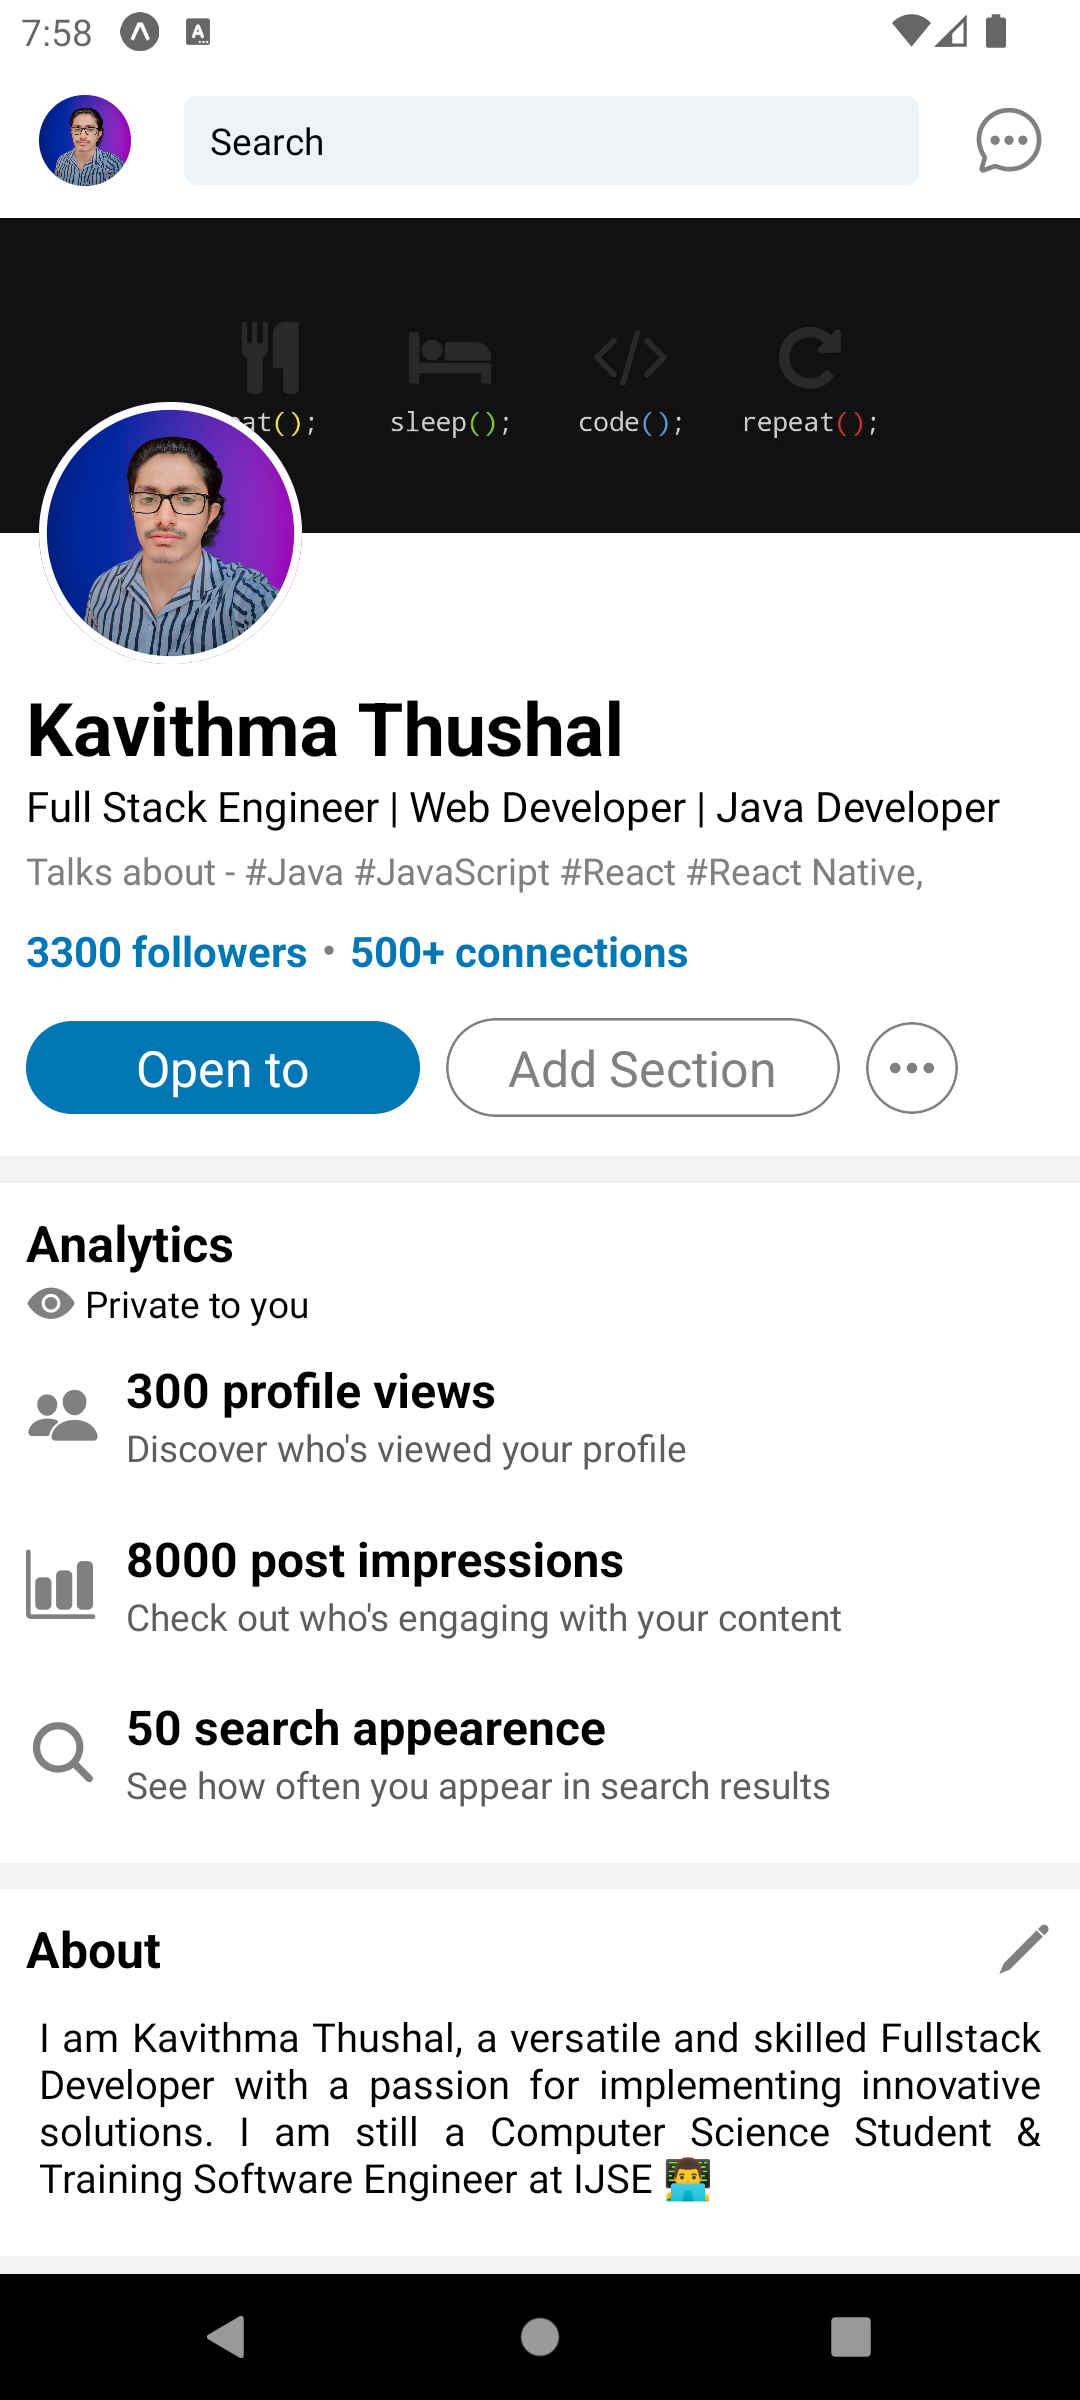 7:58
Search
at();
sleep();
code();
repeat();
Kavithma Thushal
Full Stack Engineer | Web Developer | Java Developer
Talks about - #Java #JavaScript #React #React Native,
3300 followers • 500+ connections
Open to
Add Section
Analytics
Private to you
300 profile views
Discover who's viewed your profile
8000 post impressions
Check out who's engaging with your content
50 search appearence
See how often you appear in search results
About
I am Kavithma Thushal, a versatile and skilled Fullstack
Developer with a passion for implementing innovative
solutions. I am still a Computer Science Student &
Training Software Engineer at IJSE 👨‍💻